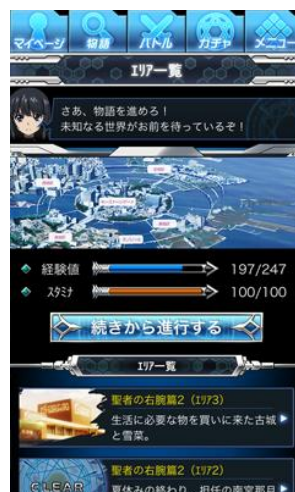 マイページ
物語
バトル
ガチャ
メニュー
エリア一覧
さあ、物語を進めろ！
未知なる世界がお前を待っているぞ！
経験値
197/247
スタミナ
100/100
続きから進行する
エリア一覧
聖者の右腕篇2（エリア3）
生活に必要な物を買いに来た古城
と雪菜。
CLEAR
聖者の右腕篇2（エリア2）
夏休みの終わり、担任の南宮那月